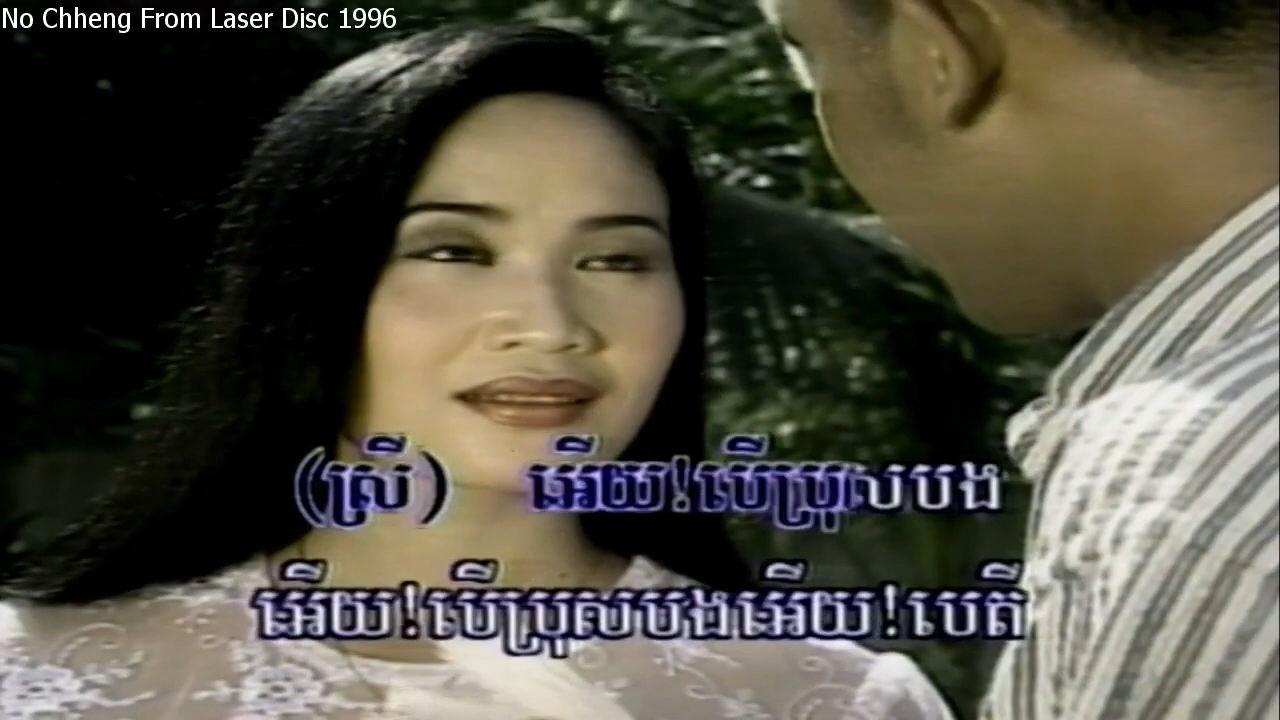 No Chheng From Laser Disc 1996
(ស្រី) អើយ!បើប្រុសបង
អើយ!បើប្រុសបងអើយ!បេតី